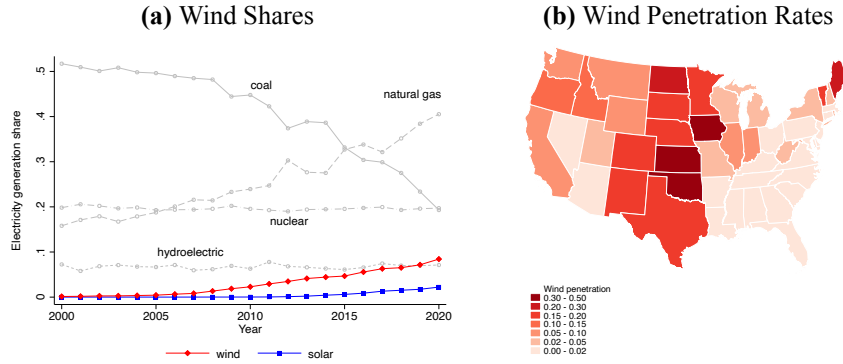 (a) Wind Shares
Electricity generation share
.5
.4
.3
.2
.1
0
coal
natural gas
nuclear
hydroelectric
2000 2005 2010 2015 2020
Year
wind solar
(b) Wind Penetration Rates
Wind penetration
0.30 - 0.50
0.20 - 0.30
0.15 - 0.20
0.10 - 0.15
0.05 - 0.10
0.02 - 0.05
0.00 - 0.02